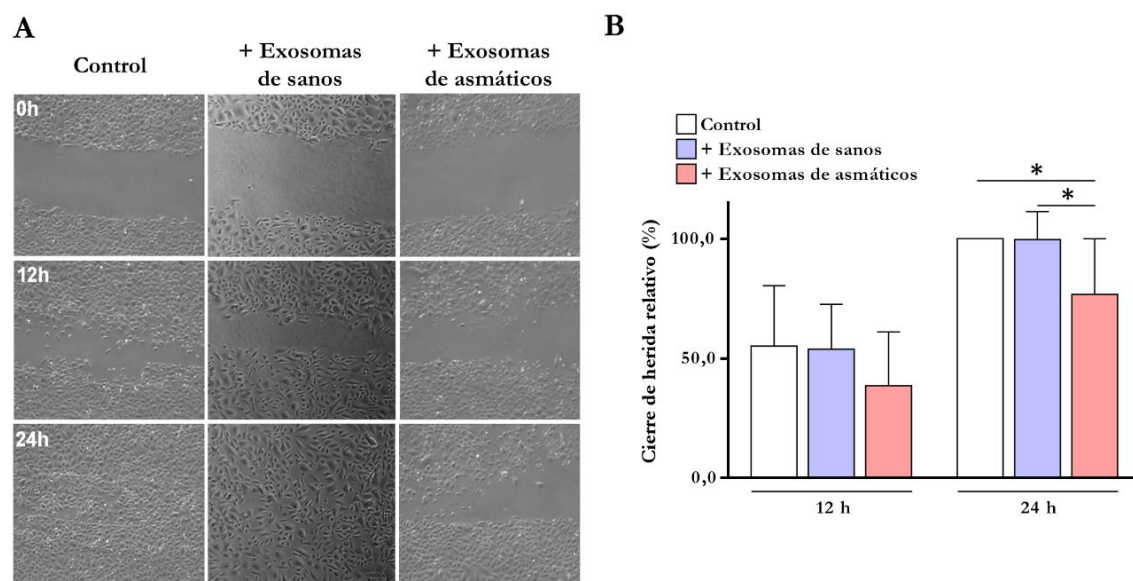 A
Control
+ Exosomas
de sanos
+ Exosomas
de asmáticos
0h
12h
24h
B
Control
+ Exosomas de sanos
+ Exosomas de asmáticos
Cierre de herida relativo (%)
100,0
50,0
0,0
*
*
12 h
24 h